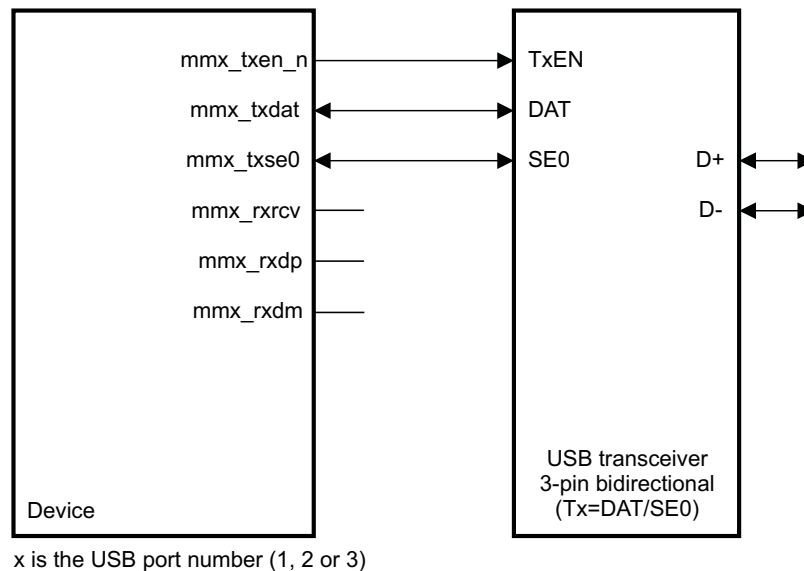 mmx_txen_n
TxEN
mmx_txdat
DAT
mmx_txse0
SE0
D+
mmx_rxrcv
D-
mmx_rxdp
mmx_rxdm
USB transceiver
3-pin bidirectional
(Tx=DAT/SE0)
Device
x is the USB port number (1, 2 or 3)